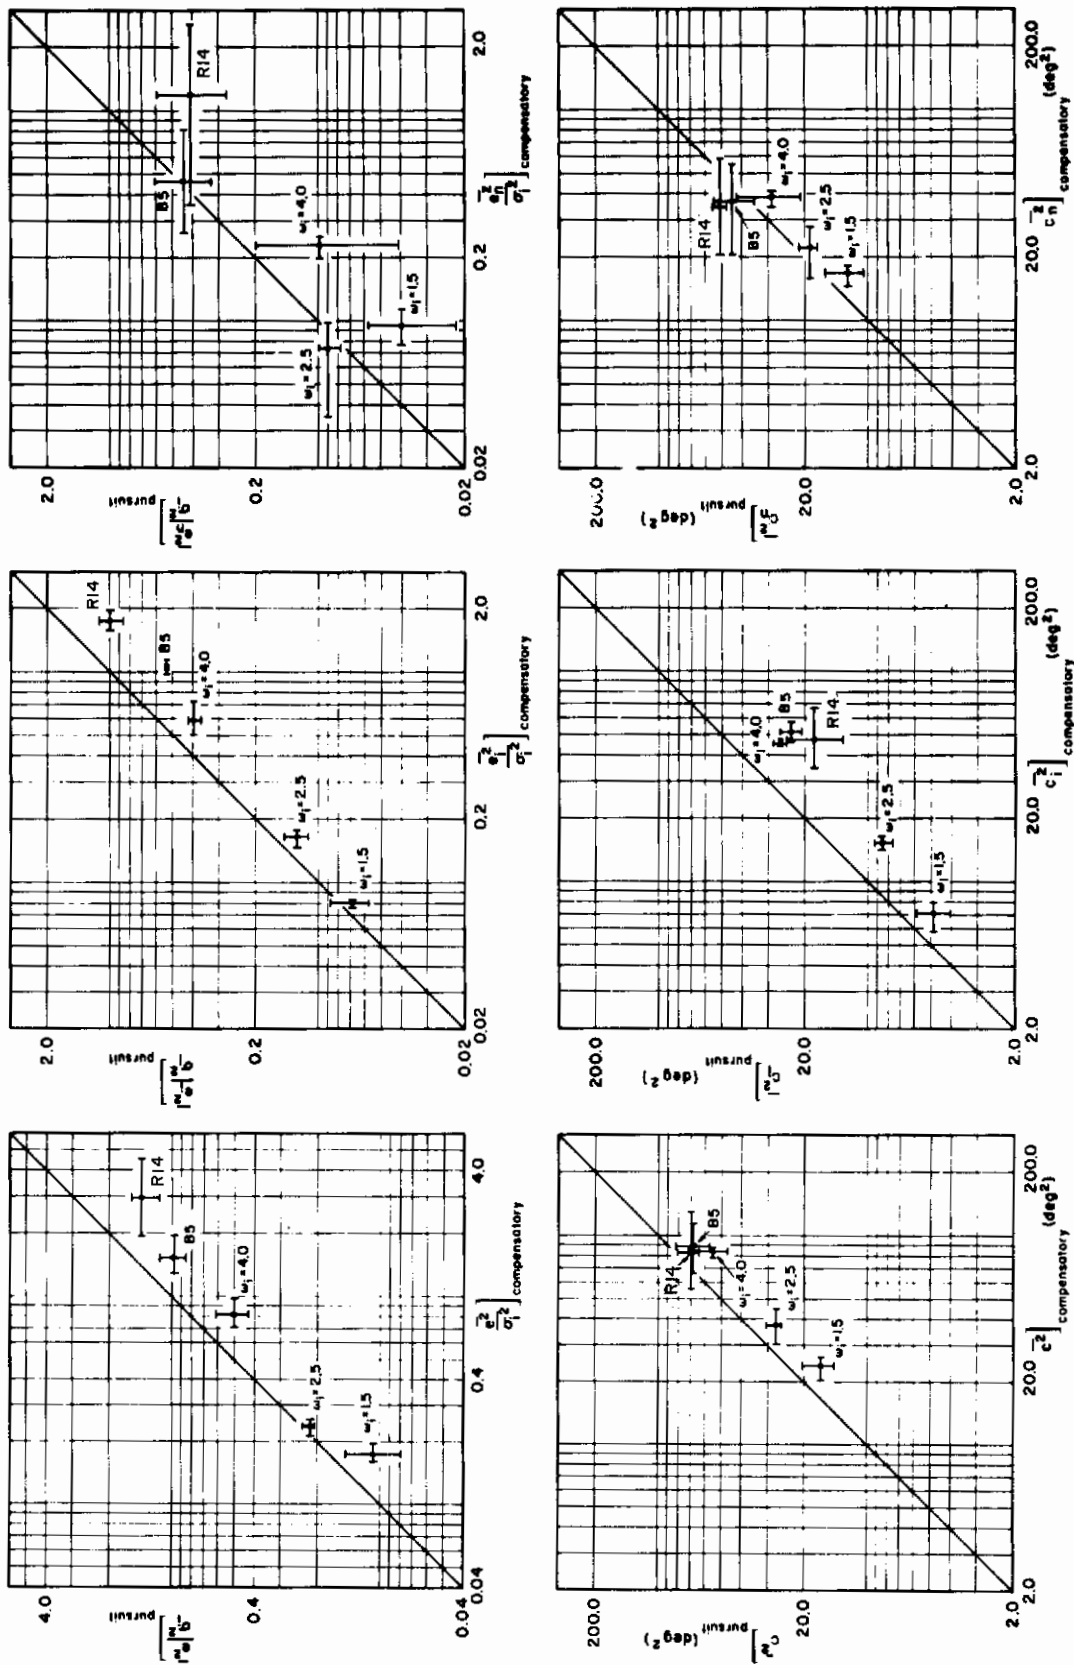 4.0
0.4
0.04
0.04
0.4
4.0
pursuit
compensatory
R14
B5
ωi=4.0
ωi=2.5
ωi=1.5
2.0
0.2
0.02
0.02
0.2
2.0
pursuit
compensatory
R14
B5
ωi=4.0
ωi=2.5
ωi=1.5
2.0
0.2
0.02
0.02
0.2
2.0
pursuit
compensatory
R14
B5
ωi=4.0
ωi=2.5
ωi=1.5
200.0
20.0
2.0
2.0
20.0
200.0
pursuit
(deg²)
compensatory
(deg²)
R14
B5
ωi=4.0
ωi=2.5
ωi=1.5
200.0
20.0
2.0
2.0
20.0
200.0
pursuit
(deg²)
compensatory
(deg²)
ωi=4.0
B5
R14
ωi=2.5
ωi=1.5
200.0
20.0
2.0
2.0
20.0
200.0
pursuit
(deg²)
compensatory
(deg²)
R14
B5
ωi=4.0
ωi=2.5
ωi=1.5